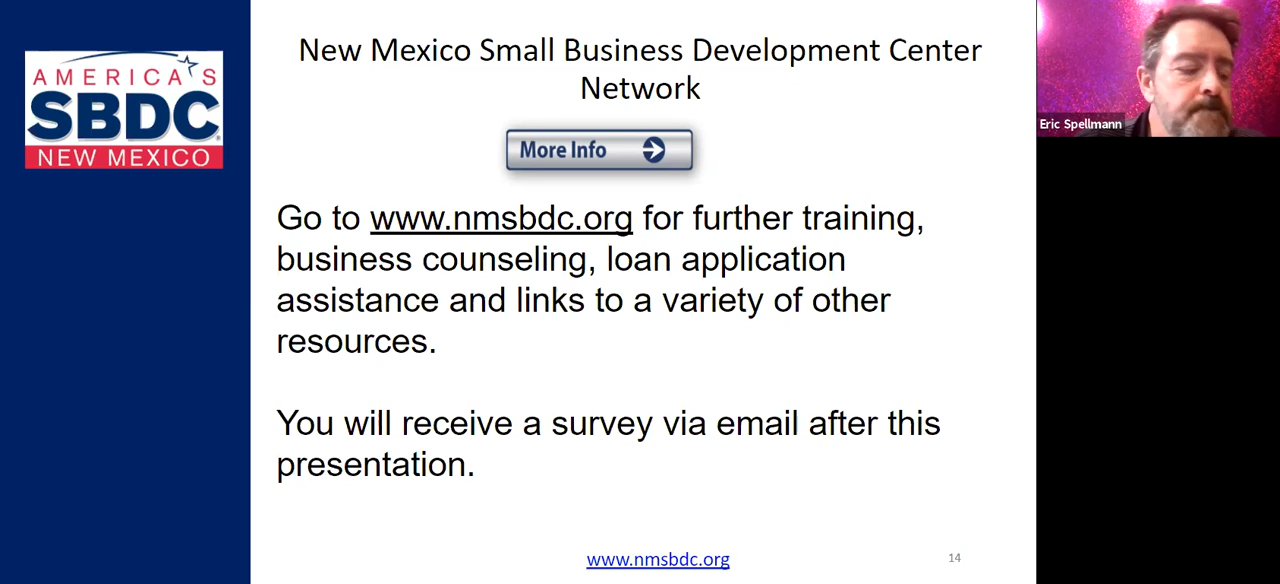 AMERICA'S
SBDC
NEW MEXICO
New Mexico Small Business Development Center
Network
More Info
Go to www.nmsbdc.org for further training,
business counseling, loan application
assistance and links to a variety of other
resources.
You will receive a survey via email after this
presentation.
www.nmsbdc.org
14
Eric Spellmann